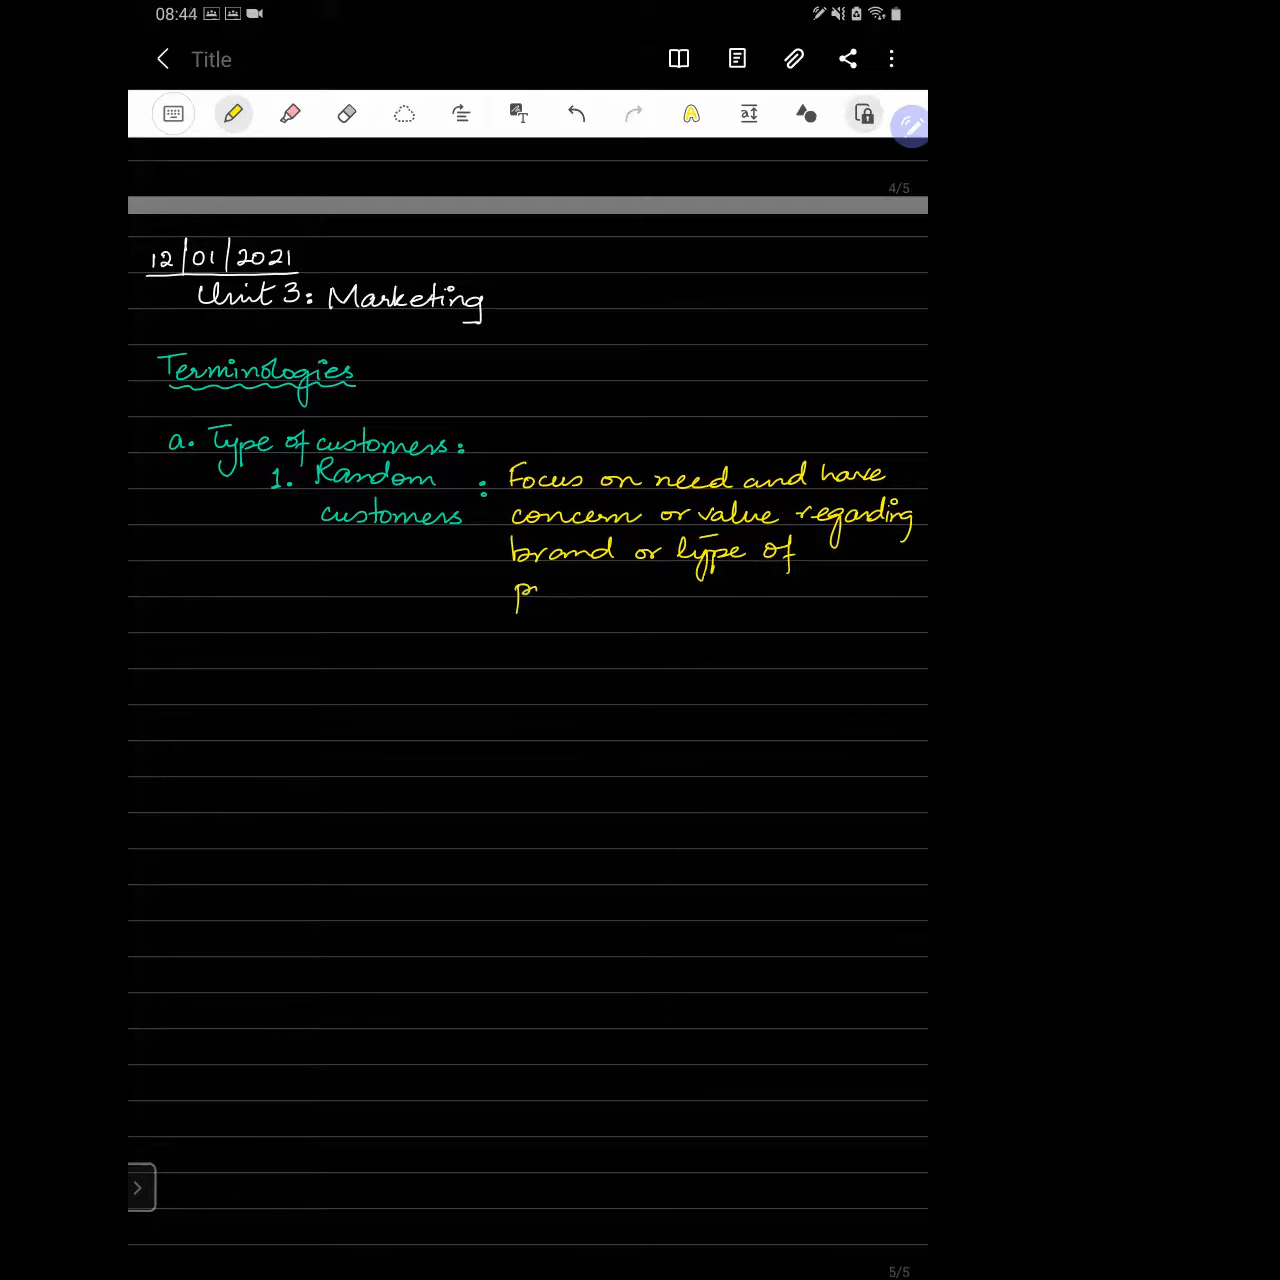 08:44
Title
4/5
12/01/2021
Unit 3: Marketing
Terminologies
a. Type of customers:
1. Random customers : Focus on need and have
concern or value regarding
brand or type of
pr
5/5